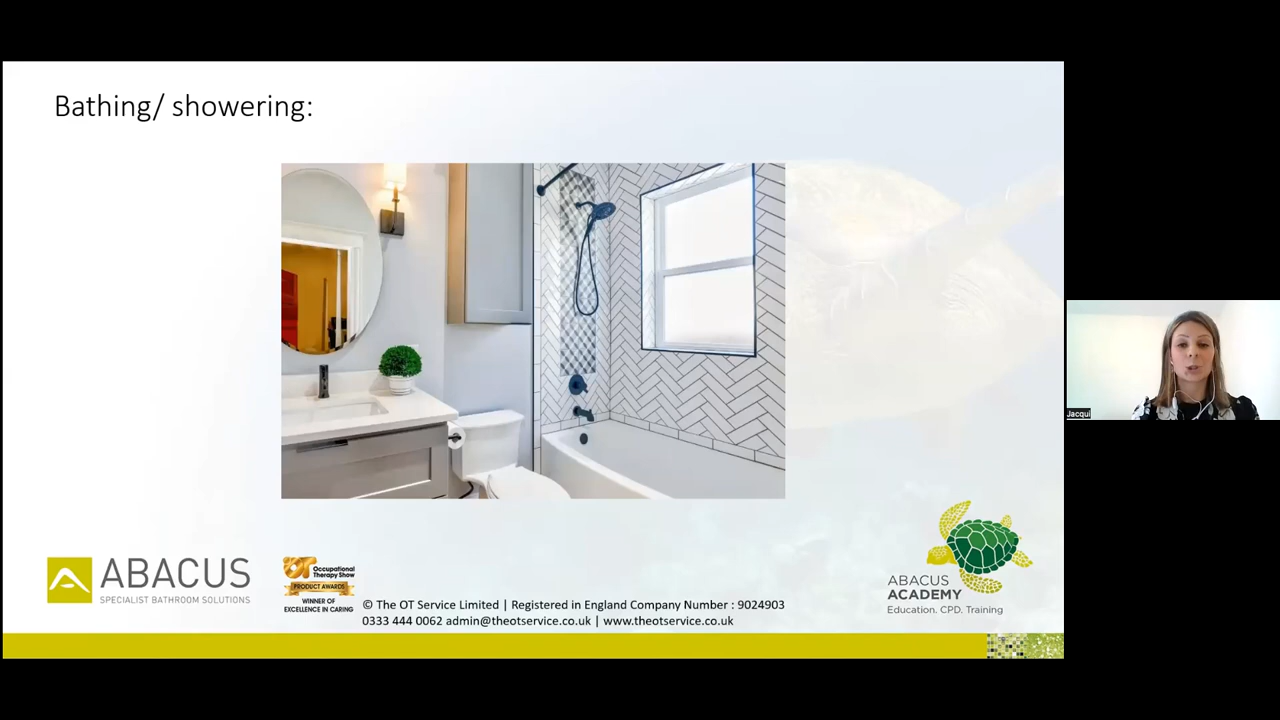 Bathing/ showering:
Jacqui
ABACUS
SPECIALIST BATHROOM SOLUTIONS
OT Occupational
Therapy Show
PRODUCT AWARDS
WINNER OF
EXCELLENCE IN CARING
© The OT Service Limited | Registered in England Company Number : 9024903
0333 444 0062 admin@theotservice.co.uk | www.theotservice.co.uk
ABACUS
ACADEMY
Education. CPD. Training